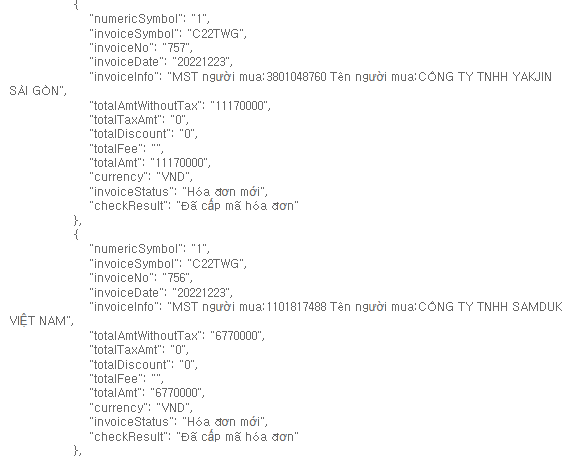 {
"numericSymbol": "1",
"invoiceSymbol": "C22TWG",
"invoiceNo": "757",
"invoiceDate": "20221223",
"invoiceInfo": "MST người mua:3801048760 Tên người mua:CÔNG TY TNHH YAKJIN
SÀI GÒN",
"totalAmtWithoutTax": "11170000",
"totalTaxAmt": "0",
"totalDiscount": "0",
"totalFee": "",
"totalAmt": "11170000",
"currency": "VND",
"invoiceStatus": "Hóa đơn mới",
"checkResult": "Đã cấp mã hóa đơn"
},
{
"numericSymbol": "1",
"invoiceSymbol": "C22TWG",
"invoiceNo": "756",
"invoiceDate": "20221223",
"invoiceInfo": "MST người mua:1101817488 Tên người mua:CÔNG TY TNHH SAMDUK
VIỆT NAM",
"totalAmtWithoutTax": "6770000",
"totalTaxAmt": "0",
"totalDiscount": "0",
"totalFee": "",
"totalAmt": "6770000",
"currency": "VND",
"invoiceStatus": "Hóa đơn mới",
"checkResult": "Đã cấp mã hóa đơn"
},